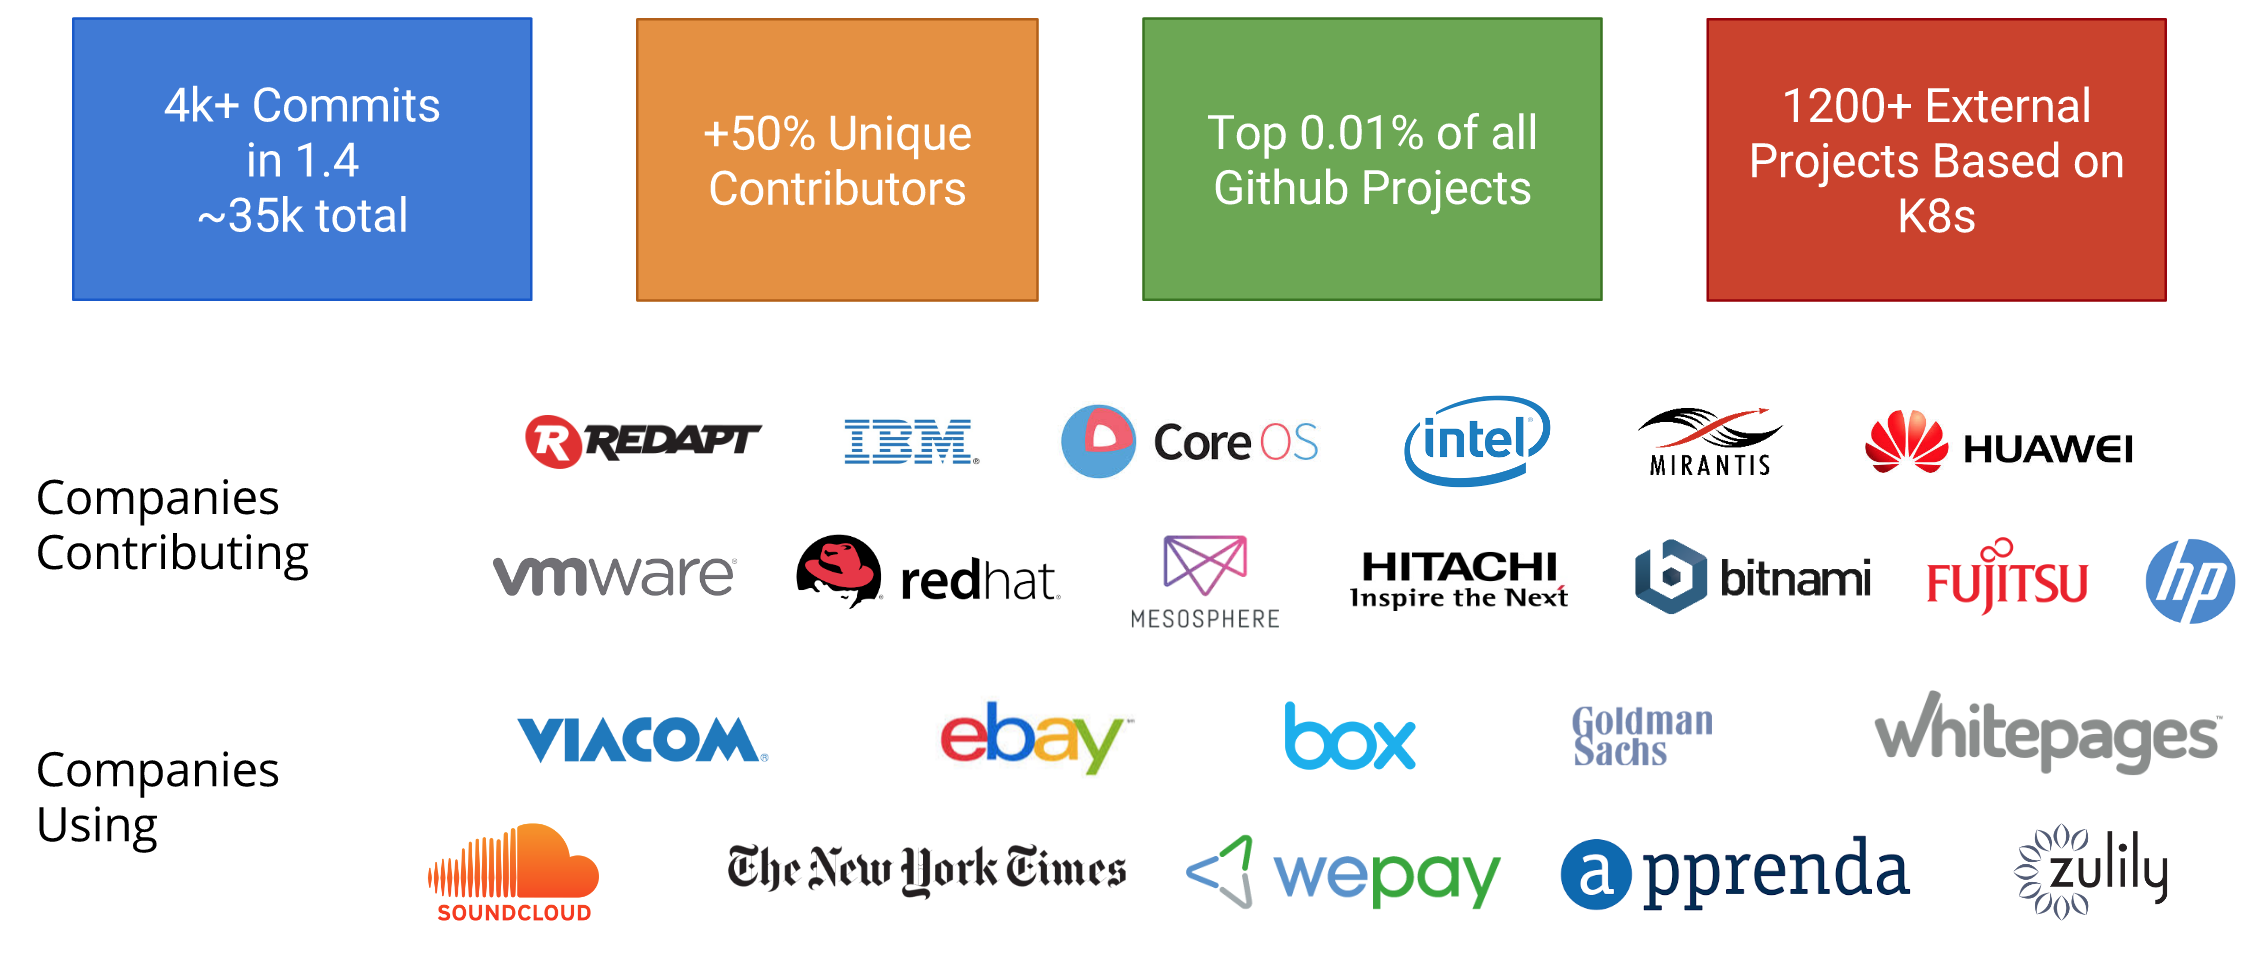 4k+ Commits
in 1.4
~35k total
+50% Unique
Contributors
Top 0.01% of all
Github Projects
1200+ External
Projects Based on
K8s
Companies
Contributing
R REDAPT
IBM®
CoreOS
intel
MIRANTIS
HUAWEI
vmware
redhat
MESOSPHERE
HITACHI
Inspire the Next
b bitnami
FUJITSU
hp
Companies
Using
VIACOM®
ebay™
box
Goldman
Sachs
whitepages™
SOUNDCLOUD
The New York Times
wepay
apprenda
zulily